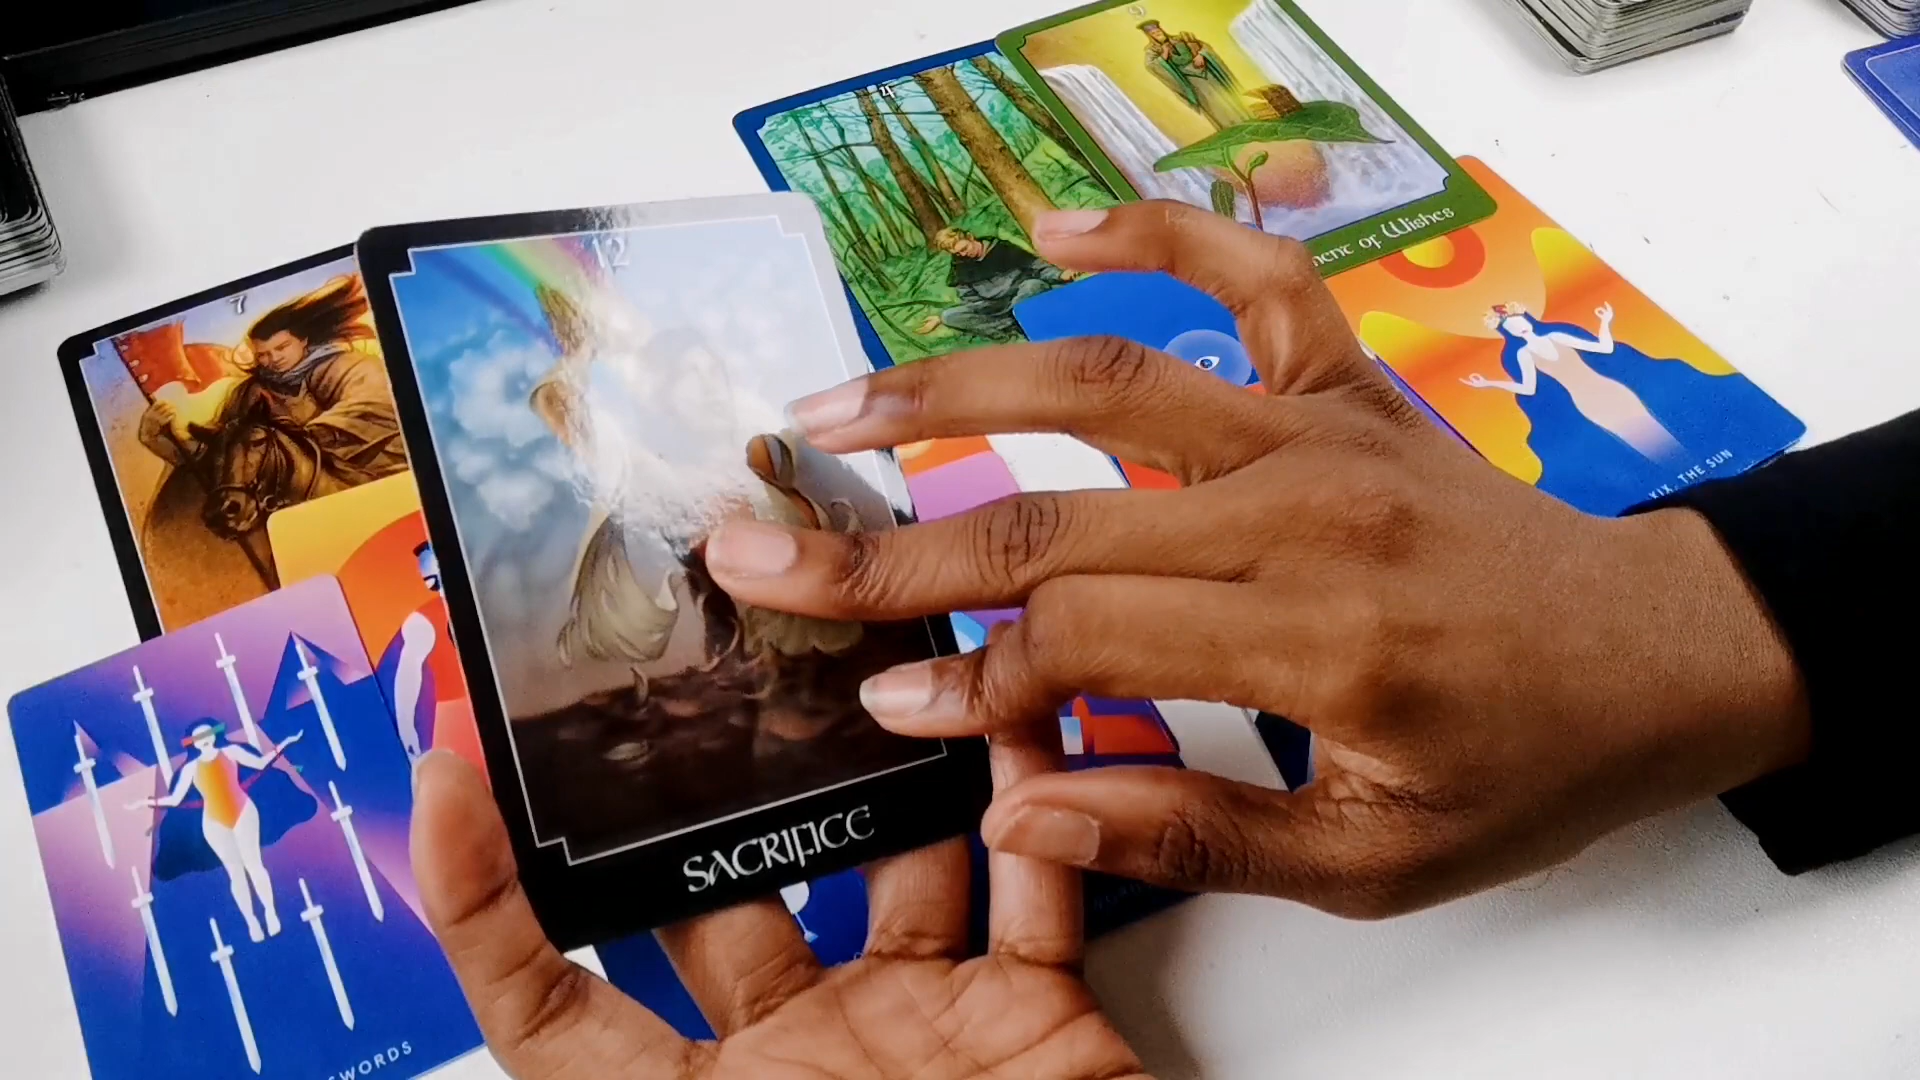 4
9
ment of Wishes
7
12
XIX. THE SUN
SACRIFICE
SWORDS